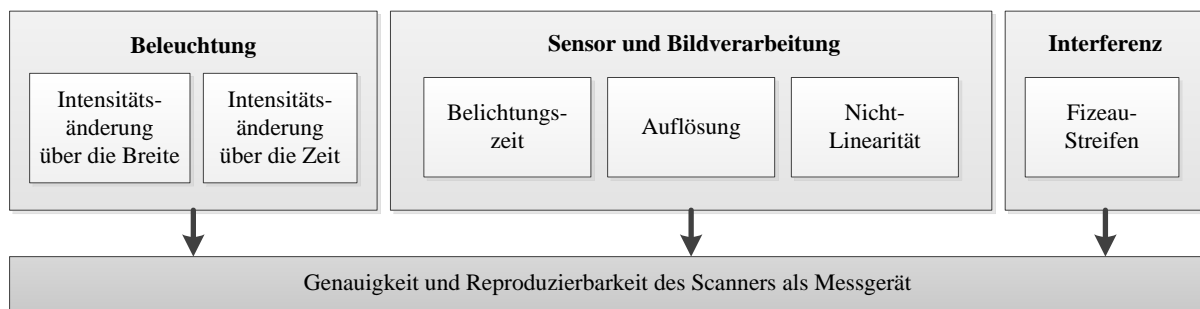 Beleuchtung
Intensitäts-
änderung
über die Breite
Intensitäts-
änderung
über die Zeit
Sensor und Bildverarbeitung
Belichtungs-
zeit
Auflösung
Nicht-
Linearität
Interferenz
Fizeau-
Streifen
Genauigkeit und Reproduzierbarkeit des Scanners als Messgerät